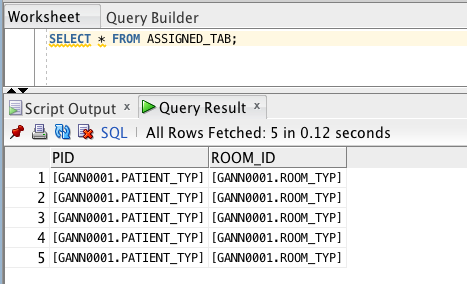 Worksheet Query Builder
SELECT * FROM ASSIGNED_TAB;
Script Output x Query Result x
SQL | All Rows Fetched: 5 in 0.12 seconds
PID ROOM_ID
1 [GANN0001.PATIENT_TYP] [GANN0001.ROOM_TYP]
2 [GANN0001.PATIENT_TYP] [GANN0001.ROOM_TYP]
3 [GANN0001.PATIENT_TYP] [GANN0001.ROOM_TYP]
4 [GANN0001.PATIENT_TYP] [GANN0001.ROOM_TYP]
5 [GANN0001.PATIENT_TYP] [GANN0001.ROOM_TYP]